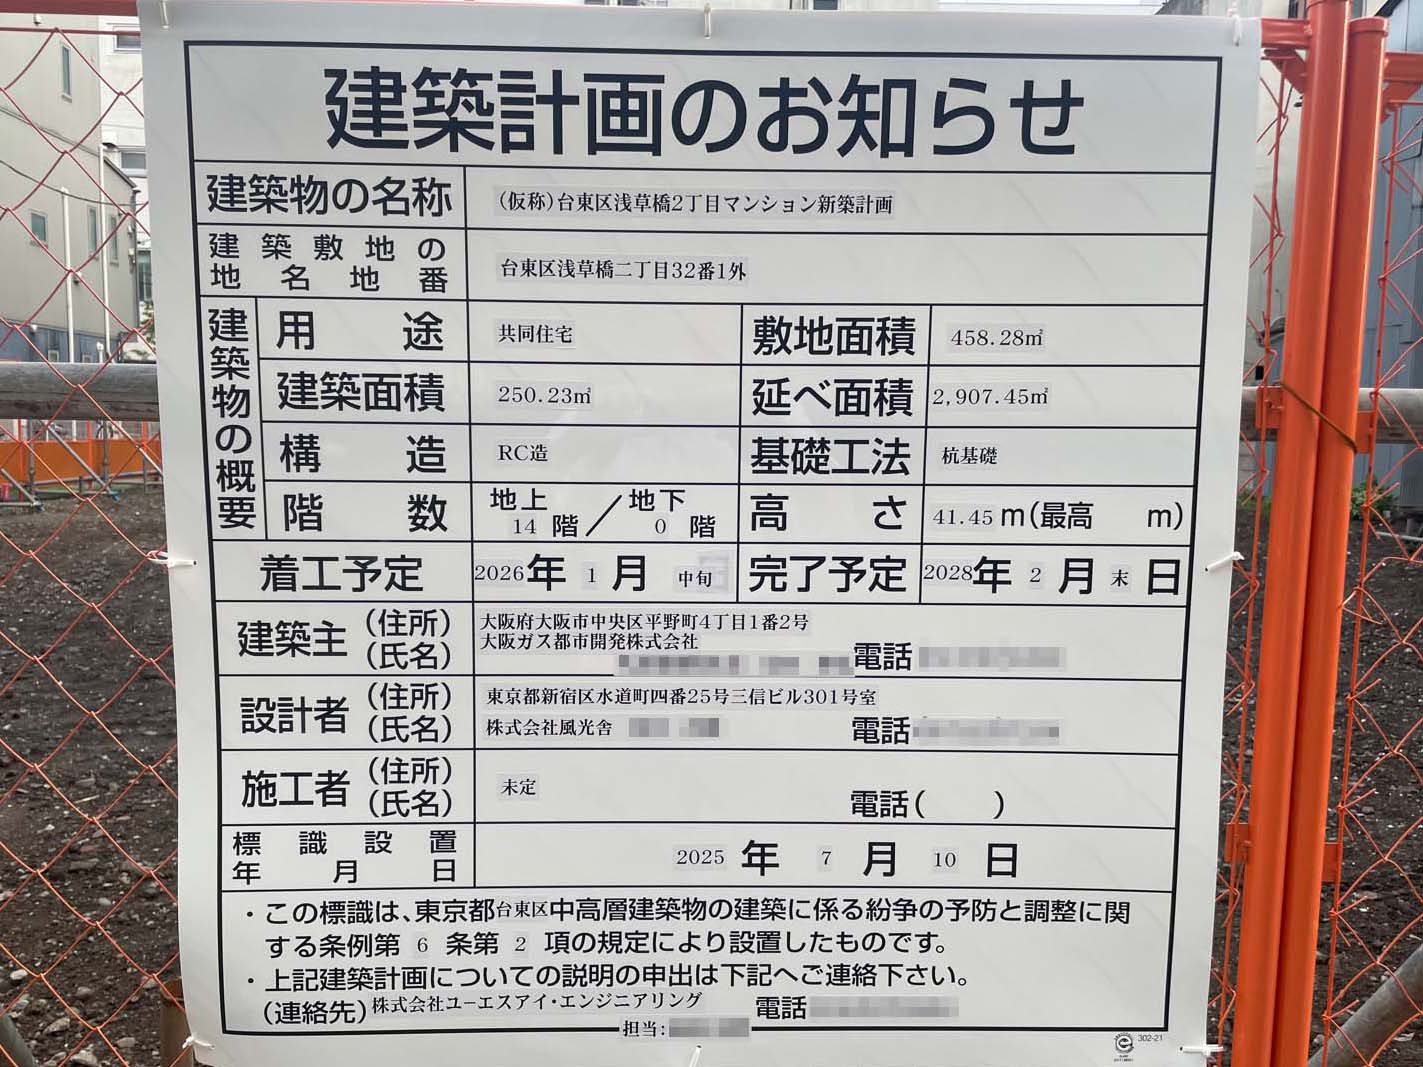 建築計画のお知らせ
建築物の名称 (仮称)台東区浅草橋2丁目マンション新築計画
建築敷地の
地名地番 台東区浅草橋二丁目32番1外
建築物の概要
用途 共同住宅 敷地面積 458.28㎡
建築面積 250.23㎡ 延べ面積 2,907.45㎡
構造 RC造 基礎工法 杭基礎
階数 地上14階/地下0階 高さ 41.45m(最高 m)
着工予定 2026年1月中旬 完了予定 2028年2月末日
建築主 (住所) 大阪府大阪市中央区平野町4丁目1番2号
(氏名) 大阪ガス都市開発株式会社 電話
設計者 (住所) 東京都新宿区水道町四番25号三信ビル301号室
(氏名) 株式会社風光舎 電話
施工者 (住所) 未定
(氏名) 電話( )
標識設置
年月日 2025年7月10日
・この標識は、東京都台東区中高層建築物の建築に係る紛争の予防と調整に関
する条例第6条第2項の規定により設置したものです。
・上記建築計画についての説明の申出は下記へご連絡下さい。
(連絡先)株式会社ユーエスアイ・エンジニアリング 電話
担当:
302-21